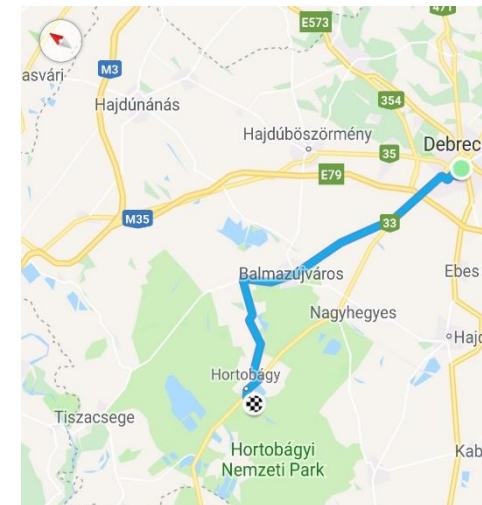 471
E573
asvári
M3
Hajdúnánás
354
Hajdúböszörmény
Debrec
35
E79
M35
33
Balmazújváros
Ebes
Nagyhegyes
Hajd
Hortobágy
Tiszacsege
Hortobágyi
Nemzeti Park
Kab